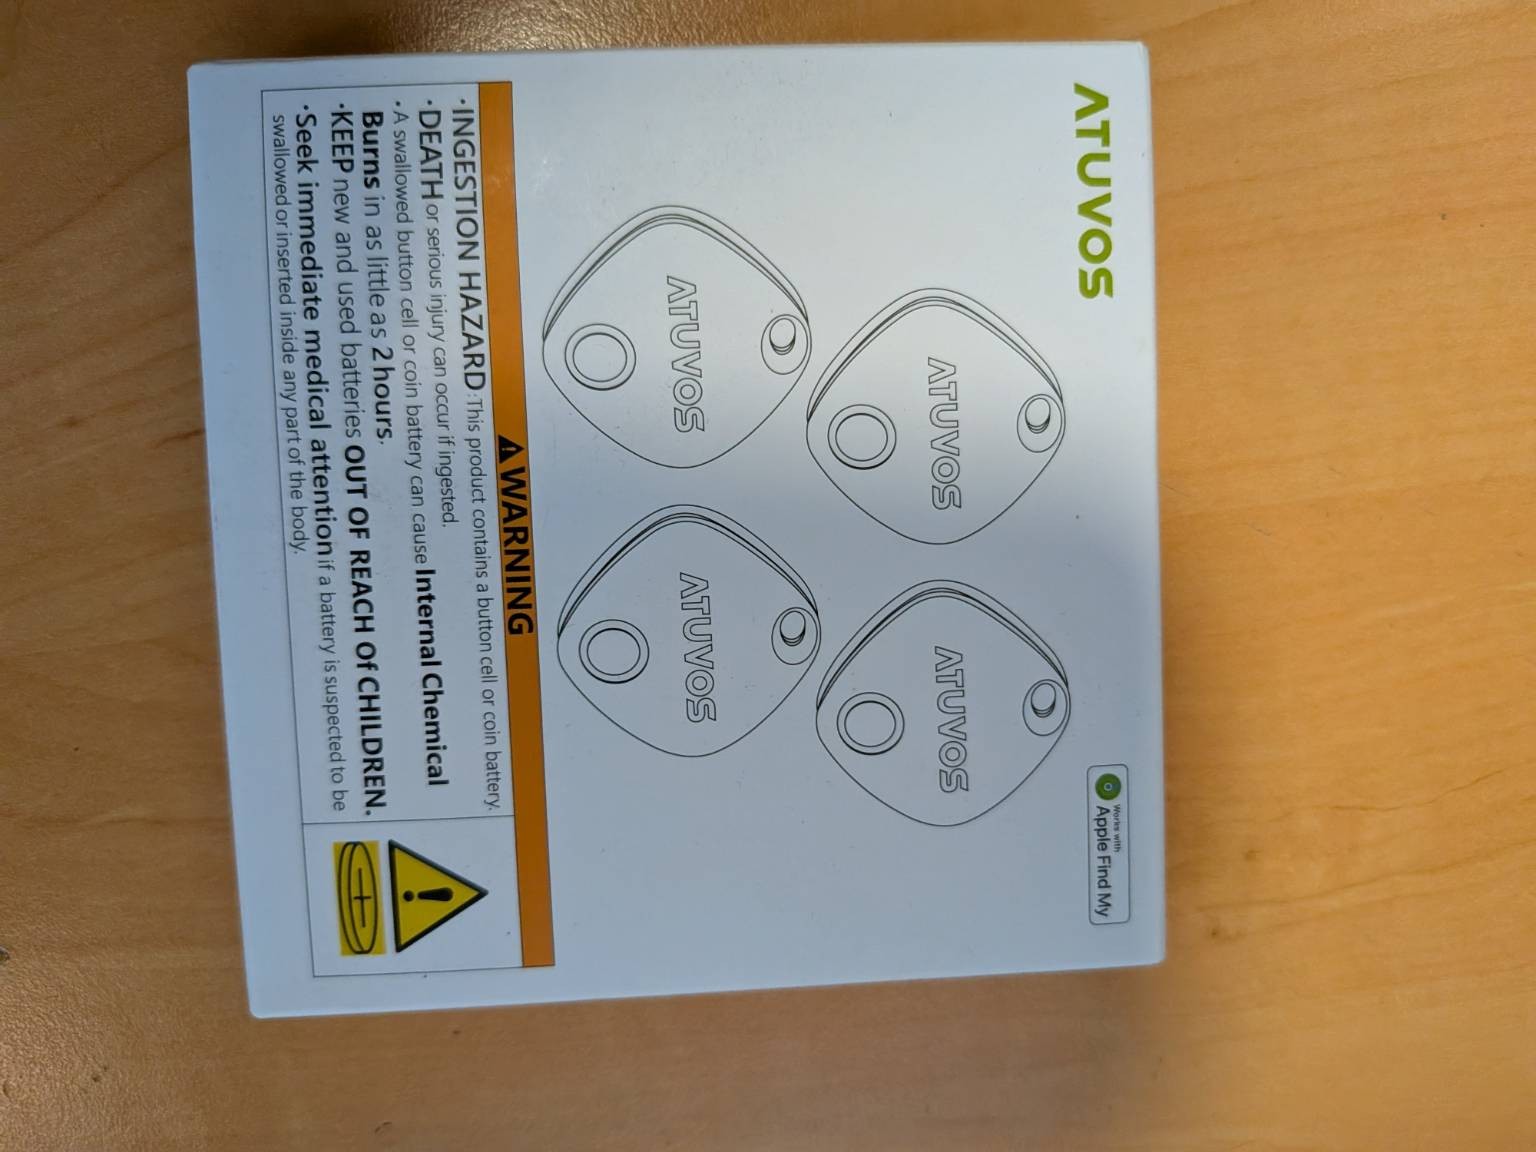 ATUVOS
Works with
Apple Find My
ATUVOS
ATUVOS
ATUVOS
ATUVOS
⚠WARNING
·INGESTION HAZARD:This product contains a button cell or coin battery.
·DEATH or serious injury can occur if ingested.
·A swallowed button cell or coin battery can cause Internal Chemical
Burns in as little as 2 hours.
·KEEP new and used batteries OUT OF REACH Of CHILDREN.
·Seek immediate medical attention if a battery is suspected to be
swallowed or inserted inside any part of the body.